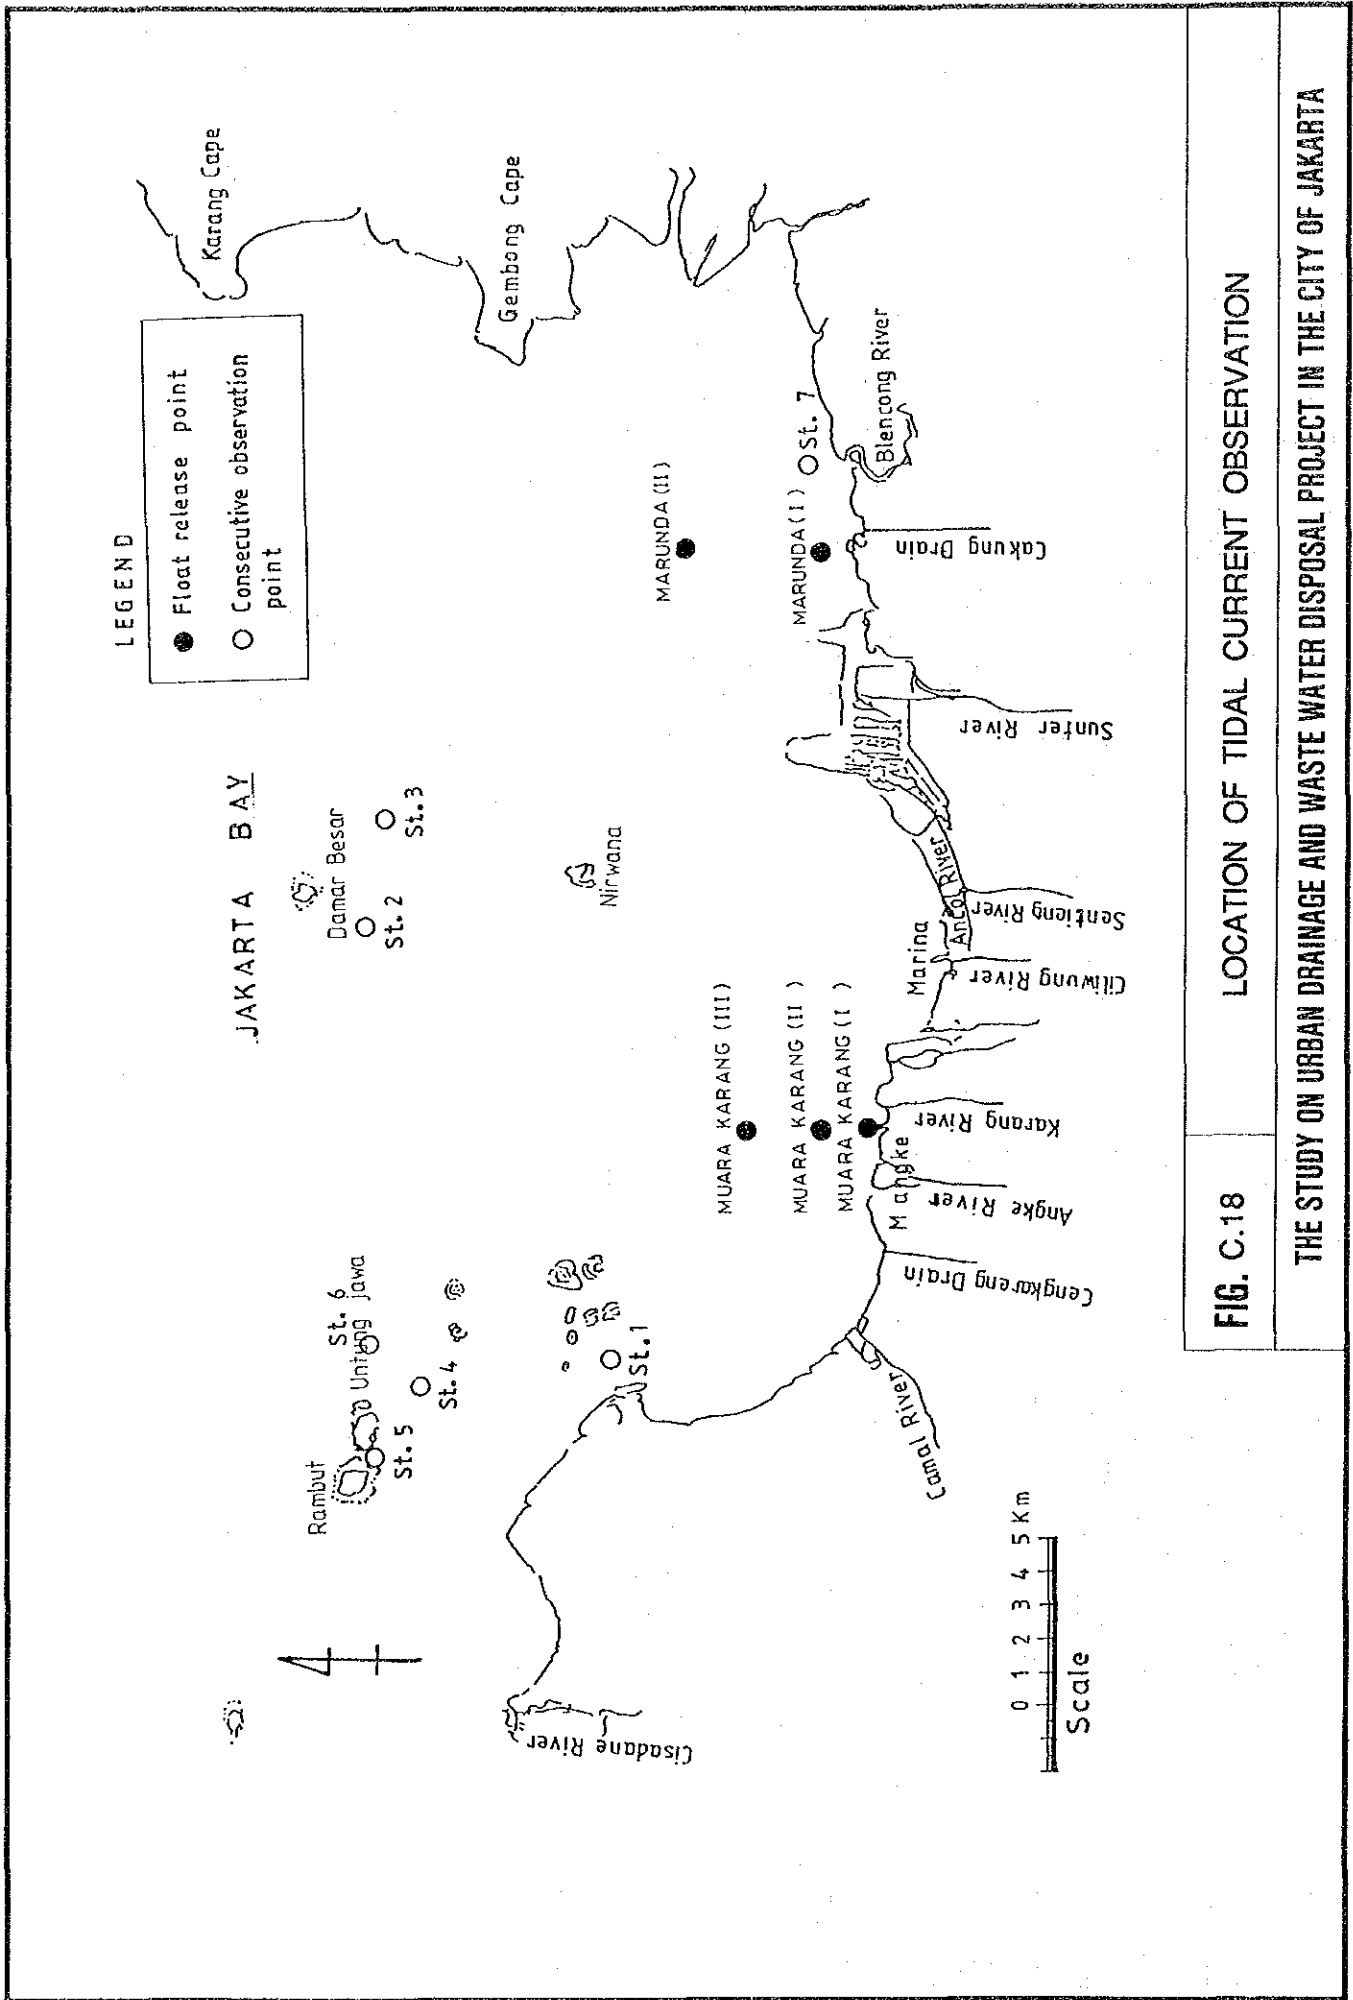 LEGEND
Float release point
Consecutive observation
point
JAKARTA BAY
Karang Cape
Gembong Cape
Rambut
Untung jawa
St. 6
St. 5
St. 4
St.1
Damar Besar
St. 2
St. 3
Nirwana
MUARA KARANG (III)
MUARA KARANG (II)
MUARA KARANG (I)
MARUNDA (II)
MARUNDA (I)
St. 7
Blencong River
Cakung Drain
Sunter River
Ancol River
Sentieng River
Marina
Ciliwung River
Karang River
Mangke
Angke River
Cengkareng Drain
Camal River
Cisadane River
0 1 2 3 4 5 Km
Scale
FIG. C.18
LOCATION OF TIDAL CURRENT OBSERVATION
THE STUDY ON URBAN DRAINAGE AND WASTE WATER DISPOSAL PROJECT IN THE CITY OF JAKARTA